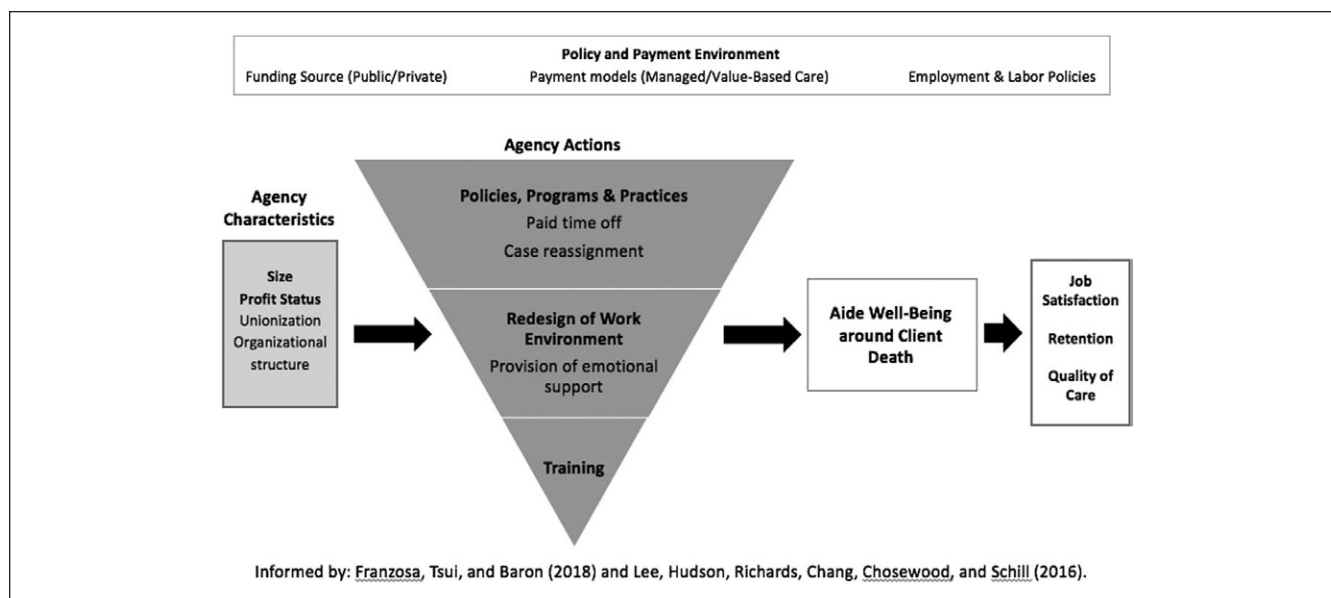 Policy and Payment Environment
Funding Source (Public/Private) Payment models (Managed/Value-Based Care) Employment & Labor Policies
Agency Actions
Agency
Characteristics
Size
Profit Status
Unionization
Organizational
structure
Policies, Programs & Practices
Paid time off
Case reassignment
Redesign of Work
Environment
Provision of emotional
support
Training
Aide Well-Being
around Client
Death
Job
Satisfaction
Retention
Quality of
Care
Informed by: Franzosa, Tsui, and Baron (2018) and Lee, Hudson, Richards, Chang, Chosewood, and Schill (2016).